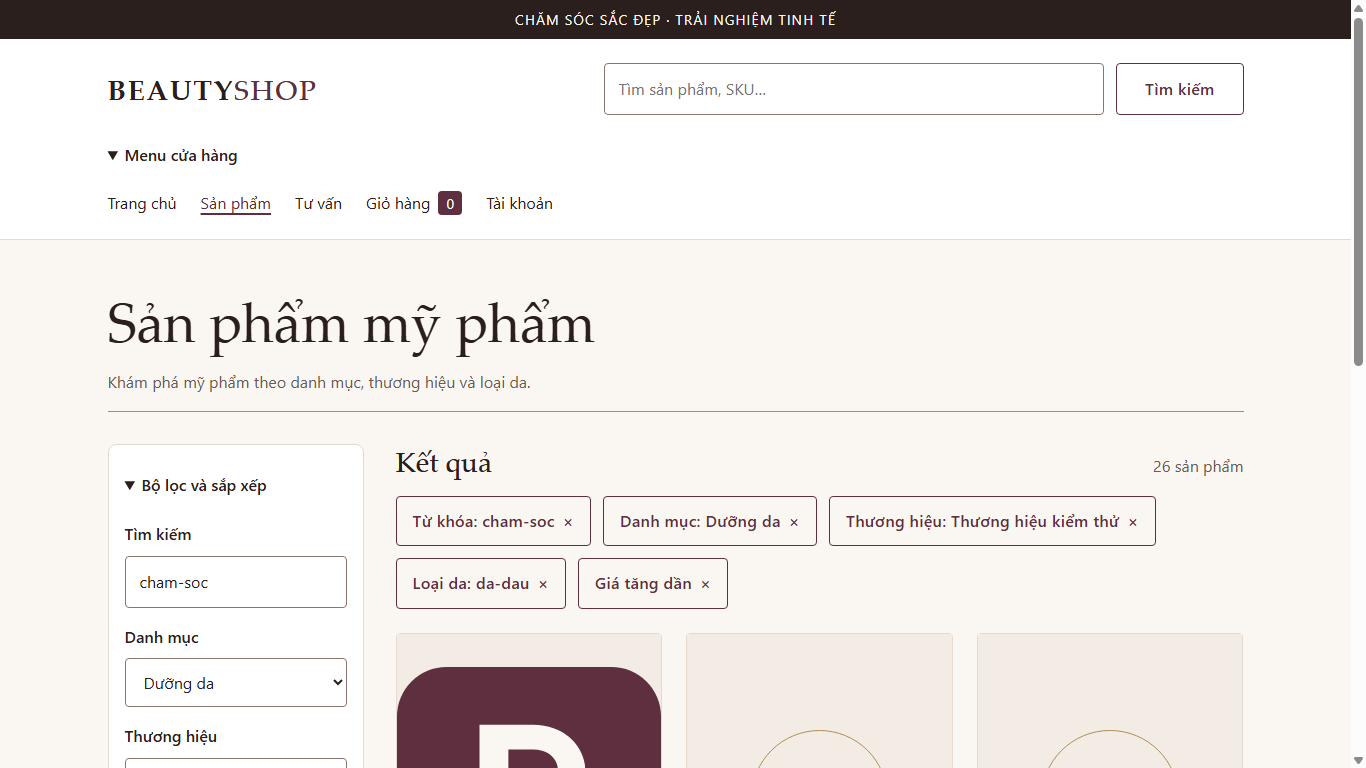 CHĂM SÓC SẮC ĐẸP · TRẢI NGHIỆM TINH TẾ
BEAUTYSHOP
Tìm sản phẩm, SKU...
Tìm kiếm
▼ Menu cửa hàng
Trang chủ Sản phẩm Tư vấn Giỏ hàng 0 Tài khoản
Sản phẩm mỹ phẩm
Khám phá mỹ phẩm theo danh mục, thương hiệu và loại da.
▼ Bộ lọc và sắp xếp
Tìm kiếm
cham-soc
Danh mục
Dưỡng da
Thương hiệu
Kết quả
26 sản phẩm
Từ khóa: cham-soc × Danh mục: Dưỡng da × Thương hiệu: Thương hiệu kiểm thử ×
Loại da: da-dau × Giá tăng dần ×